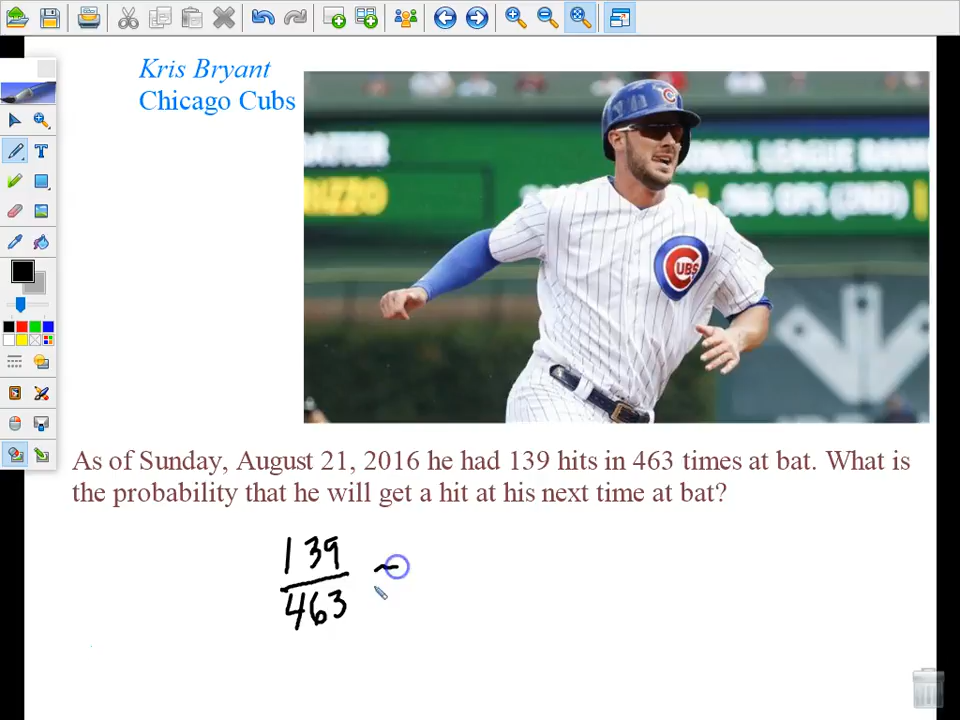 Kris Bryant
Chicago Cubs
CUBS
As of Sunday, August 21, 2016 he had 139 hits in 463 times at bat. What is
the probability that he will get a hit at his next time at bat?
139
463